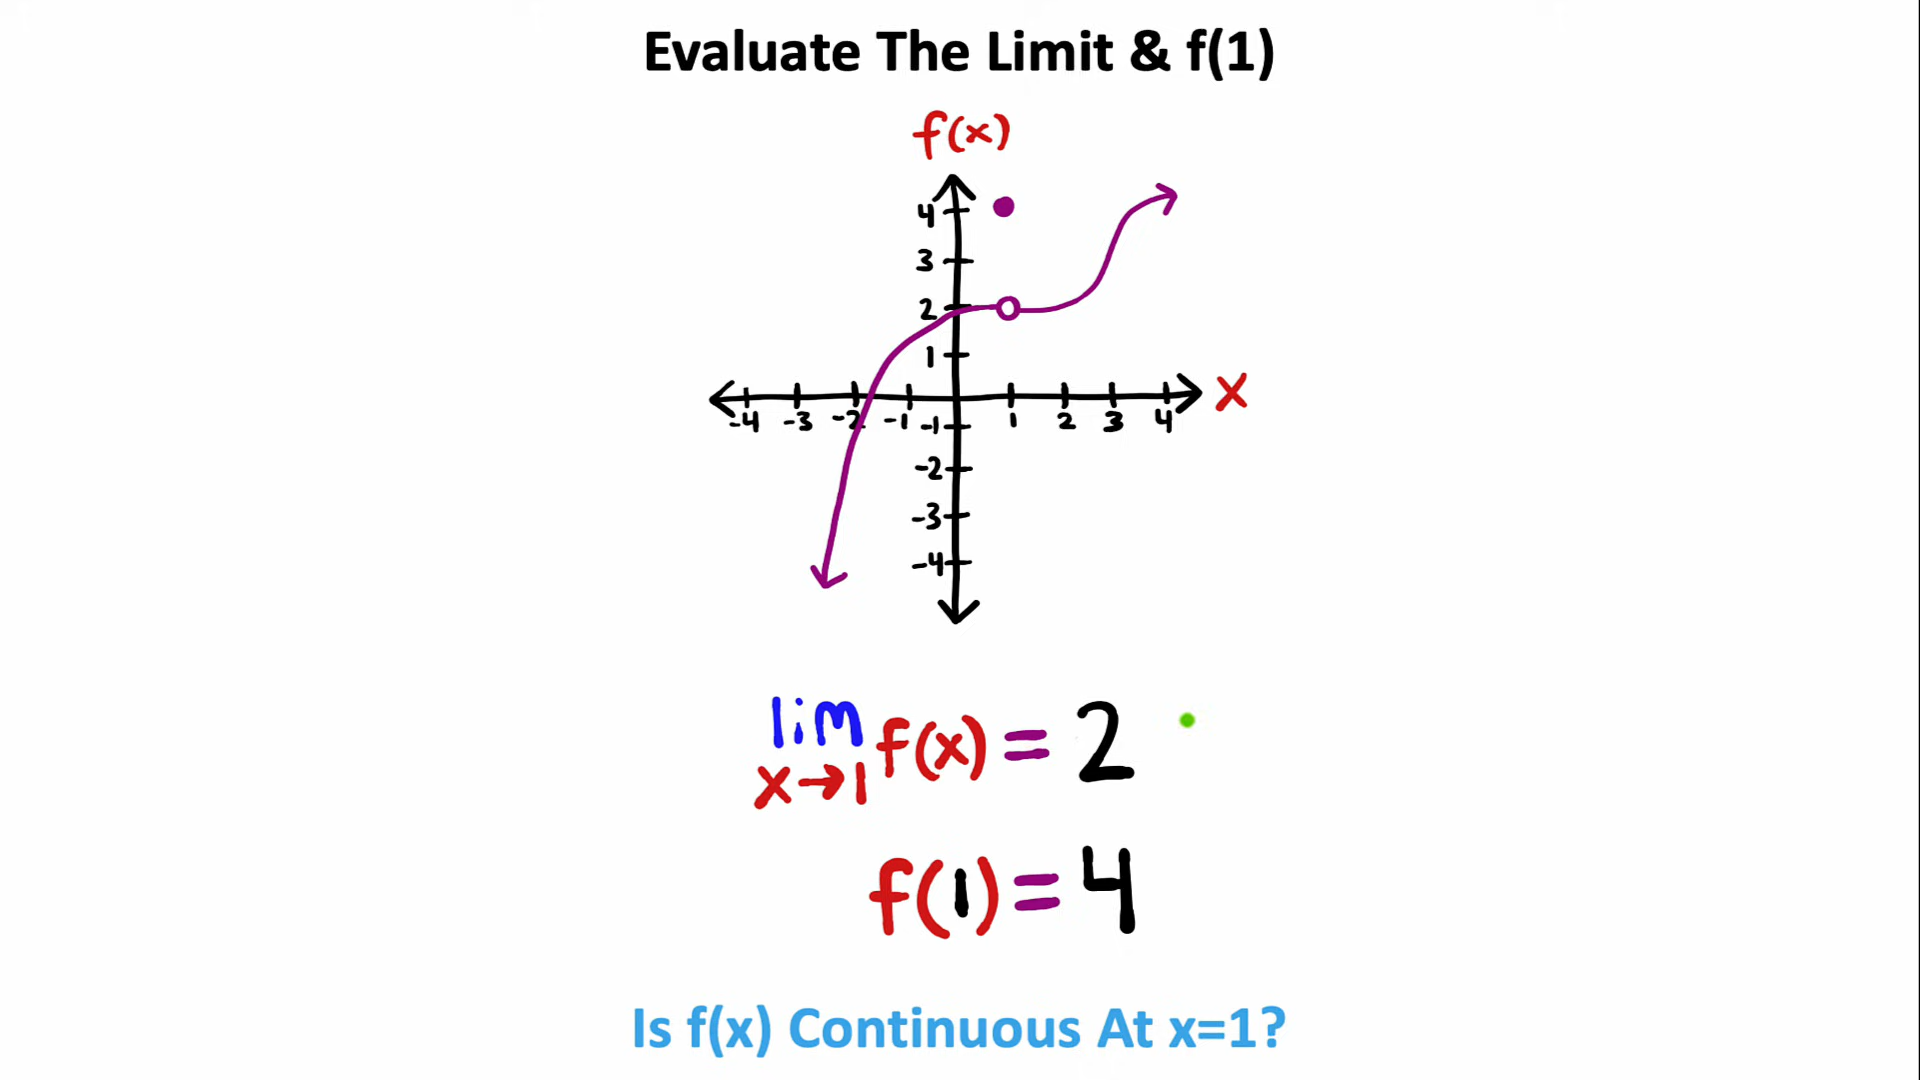 Evaluate The Limit & f(1)
f(x)
4
3
2
1
x
-4 -3 -2 -1 1 2 3 4
-1
-2
-3
-4
lim f(x) = 2
x→1
f(1) = 4
Is f(x) Continuous At x=1?